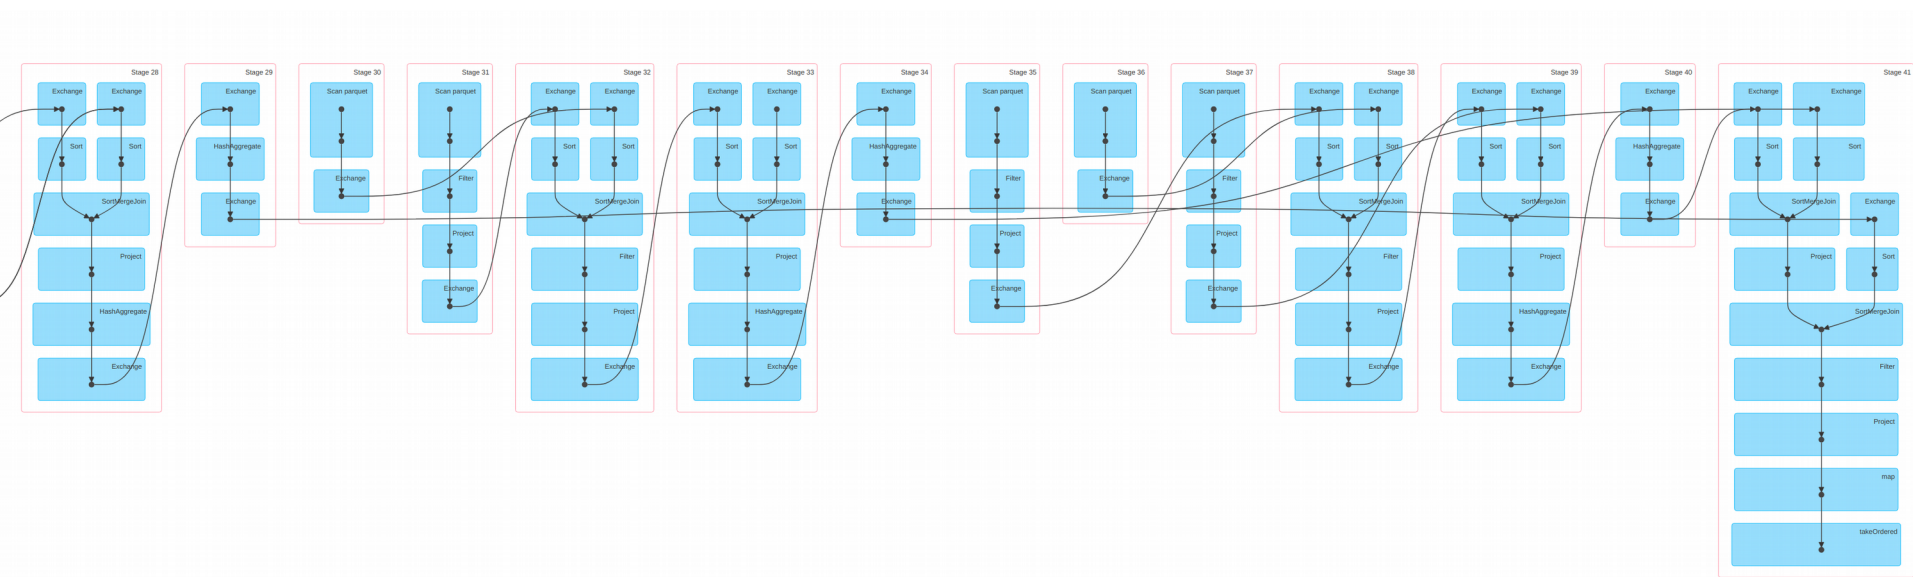 Stage 28
Exchange
Exchange
Sort
Sort
SortMergeJoin
Project
HashAggregate
Exchange
Stage 29
Exchange
HashAggregate
Exchange
Stage 30
Scan parquet
Exchange
Stage 31
Scan parquet
Filter
Project
Exchange
Stage 32
Exchange
Exchange
Sort
Sort
SortMergeJoin
Filter
Project
Exchange
Stage 33
Exchange
Exchange
Sort
Sort
SortMergeJoin
Project
HashAggregate
Exchange
Stage 34
Exchange
HashAggregate
Exchange
Stage 35
Scan parquet
Filter
Project
Exchange
Stage 36
Scan parquet
Exchange
Stage 37
Scan parquet
Filter
Project
Exchange
Stage 38
Exchange
Exchange
Sort
Sort
SortMergeJoin
Filter
Project
Exchange
Stage 39
Exchange
Exchange
Sort
Sort
SortMergeJoin
Project
HashAggregate
Exchange
Stage 40
Exchange
HashAggregate
Exchange
Stage 41
Exchange
Exchange
Sort
Sort
SortMergeJoin
Exchange
Project
Sort
SortMergeJoin
Filter
Project
map
takeOrdered